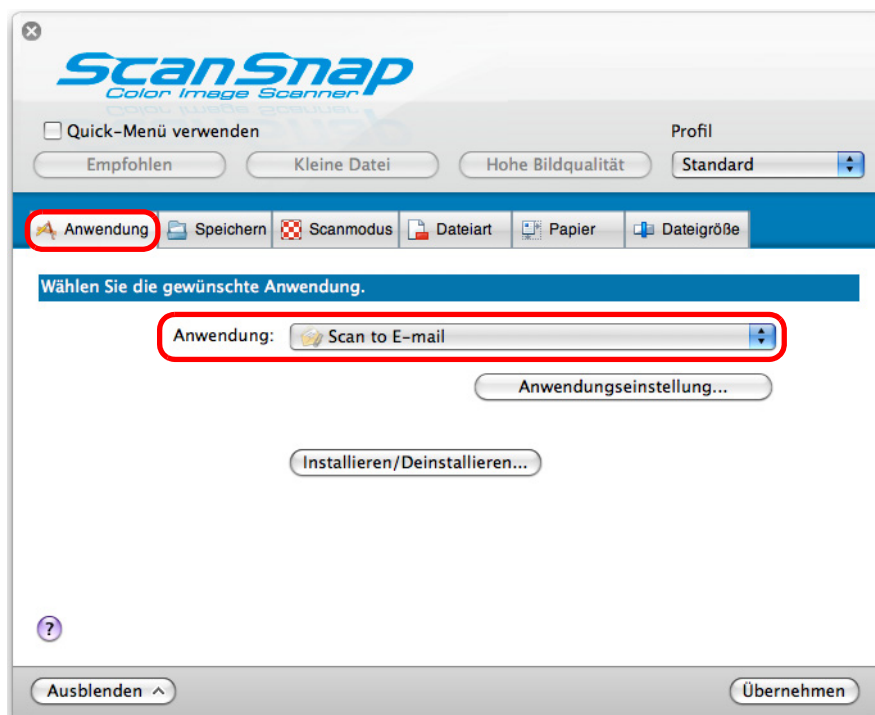 ScanSnap
Color Image Scanner
Quick-Menü verwenden
Profil
Empfohlen Kleine Datei Hohe Bildqualität Standard
Anwendung Speichern Scanmodus Dateiart Papier Dateigröße
Wählen Sie die gewünschte Anwendung.
Anwendung: Scan to E-mail
Anwendungseinstellung...
Installieren/Deinstallieren...
?
Ausblenden Übernehmen